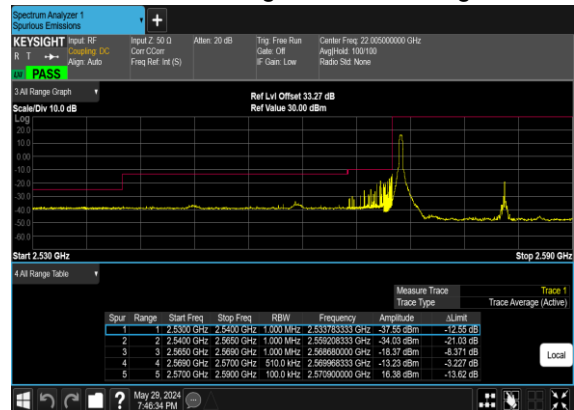 Spectrum Analyzer 1
Spurious Emissions
KEYSIGHT Input: RF Input Z: 50 Ω Atten: 20 dB Trig: Free Run Center Freq: 22.005000000 GHz
R T Coupling: DC Corr CCorr Gate: Off Avg|Hold: 100/100
Align: Auto Freq Ref: Int (S) IF Gain: Low Radio Std: None
PASS
3 All Range Graph
Ref Lvl Offset 33.27 dB
Scale/Div 10.0 dB Ref Value 30.00 dBm
Log
20.0
10.0
0.00
-10.0
-20.0
-30.0
-40.0
-50.0
-60.0
Start 2.530 GHz Stop 2.590 GHz
4 All Range Table
Measure Trace Trace 1
Trace Type Trace Average (Active)
Spur Range Start Freq Stop Freq RBW Frequency Amplitude ΔLimit
1 1 2.5300 GHz 2.5400 GHz 1.000 MHz 2.533783333 GHz -37.55 dBm -12.55 dB
2 2 2.5400 GHz 2.5650 GHz 1.000 MHz 2.559208333 GHz -34.03 dBm -21.03 dB
3 3 2.5650 GHz 2.5690 GHz 1.000 MHz 2.568680000 GHz -18.37 dBm -8.371 dB
4 4 2.5690 GHz 2.5700 GHz 510.0 kHz 2.569968333 GHz -13.23 dBm -3.227 dB
5 5 2.5700 GHz 2.5900 GHz 100.0 kHz 2.570900000 GHz 16.38 dBm -13.62 dB
Local
May 29, 2024
7:46:34 PM